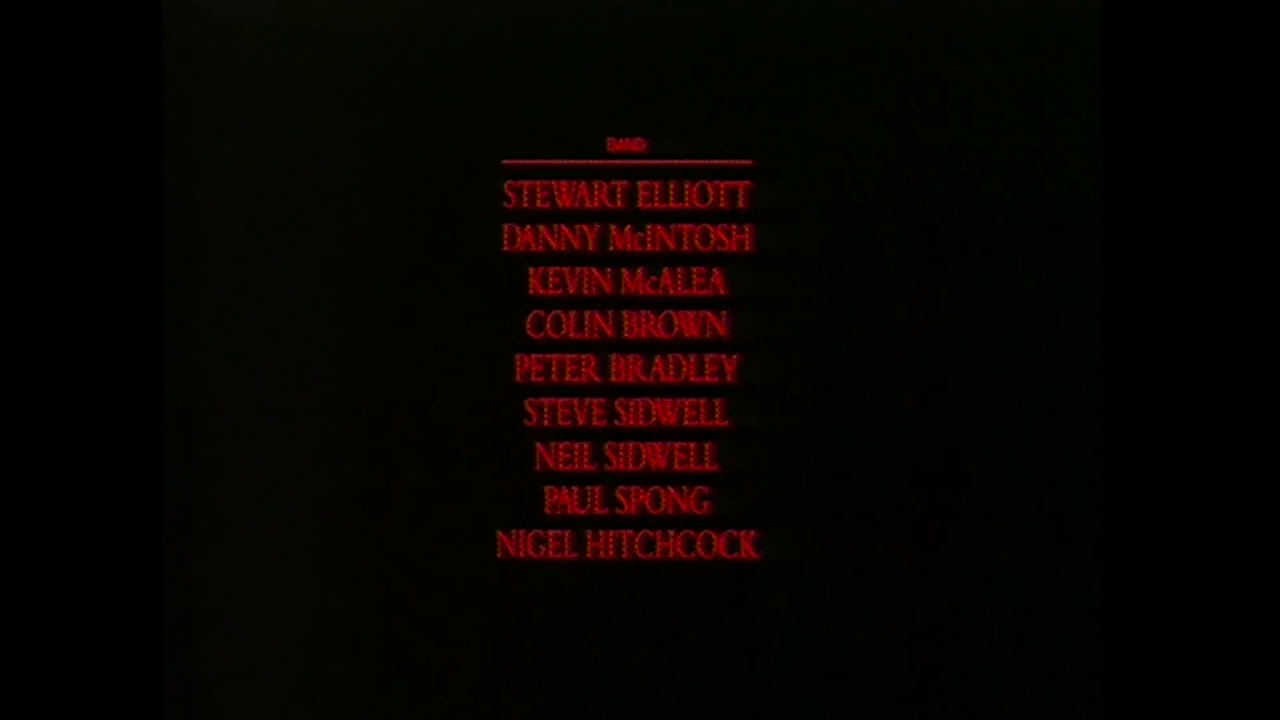 BAND
STEWART ELLIOTT
DANNY McINTOSH
KEVIN McALEA
COLIN BROWN
PETER BRADLEY
STEVE SIDWELL
NEIL SIDWELL
PAUL SPONG
NIGEL HITCHCOCK